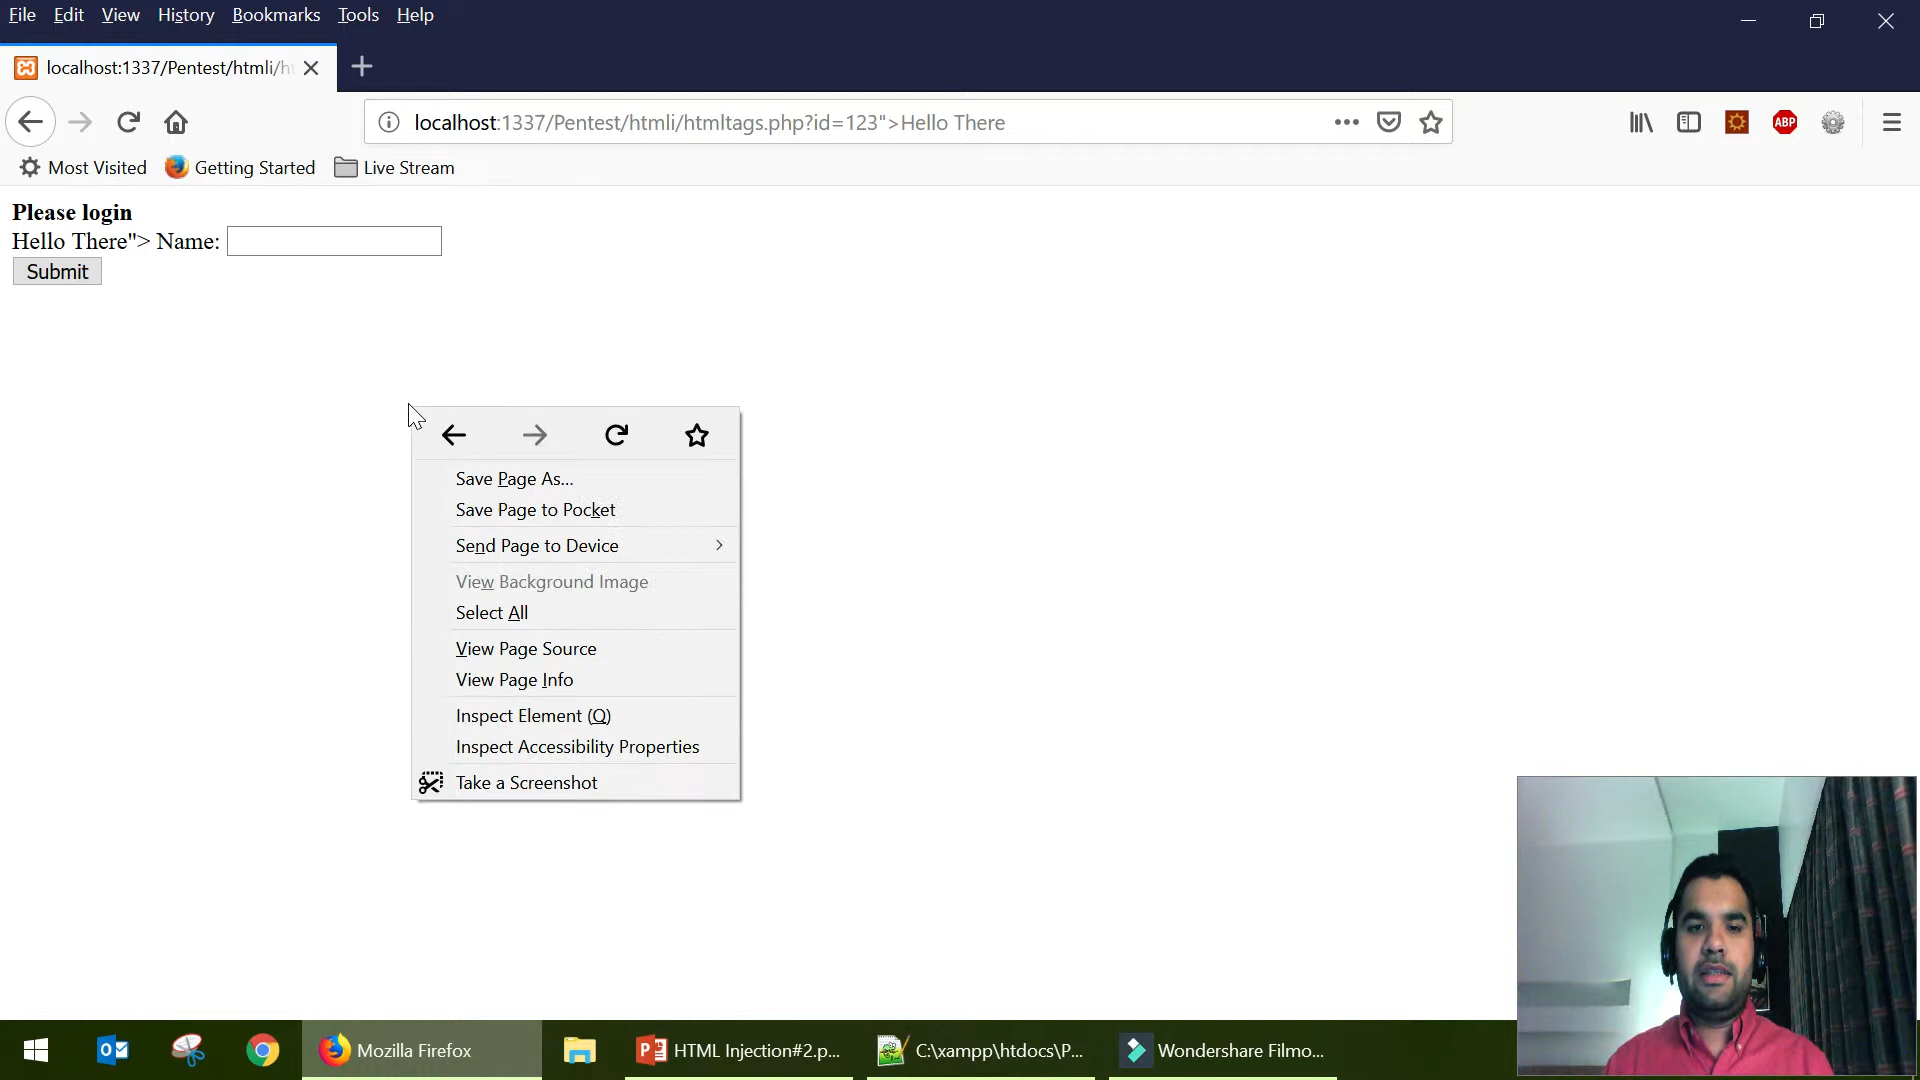 File Edit View History Bookmarks Tools Help
localhost:1337/Pentest/htmli/ht
localhost:1337/Pentest/htmli/htmltags.php?id=123">Hello There
ABP
Most Visited Getting Started Live Stream
Please login
Hello There"> Name:
Submit
Save Page As...
Save Page to Pocket
Send Page to Device
View Background Image
Select All
View Page Source
View Page Info
Inspect Element (Q)
Inspect Accessibility Properties
Take a Screenshot
Mozilla Firefox HTML Injection#2.p... C:\xampp\htdocs\P... Wondershare Filmo...